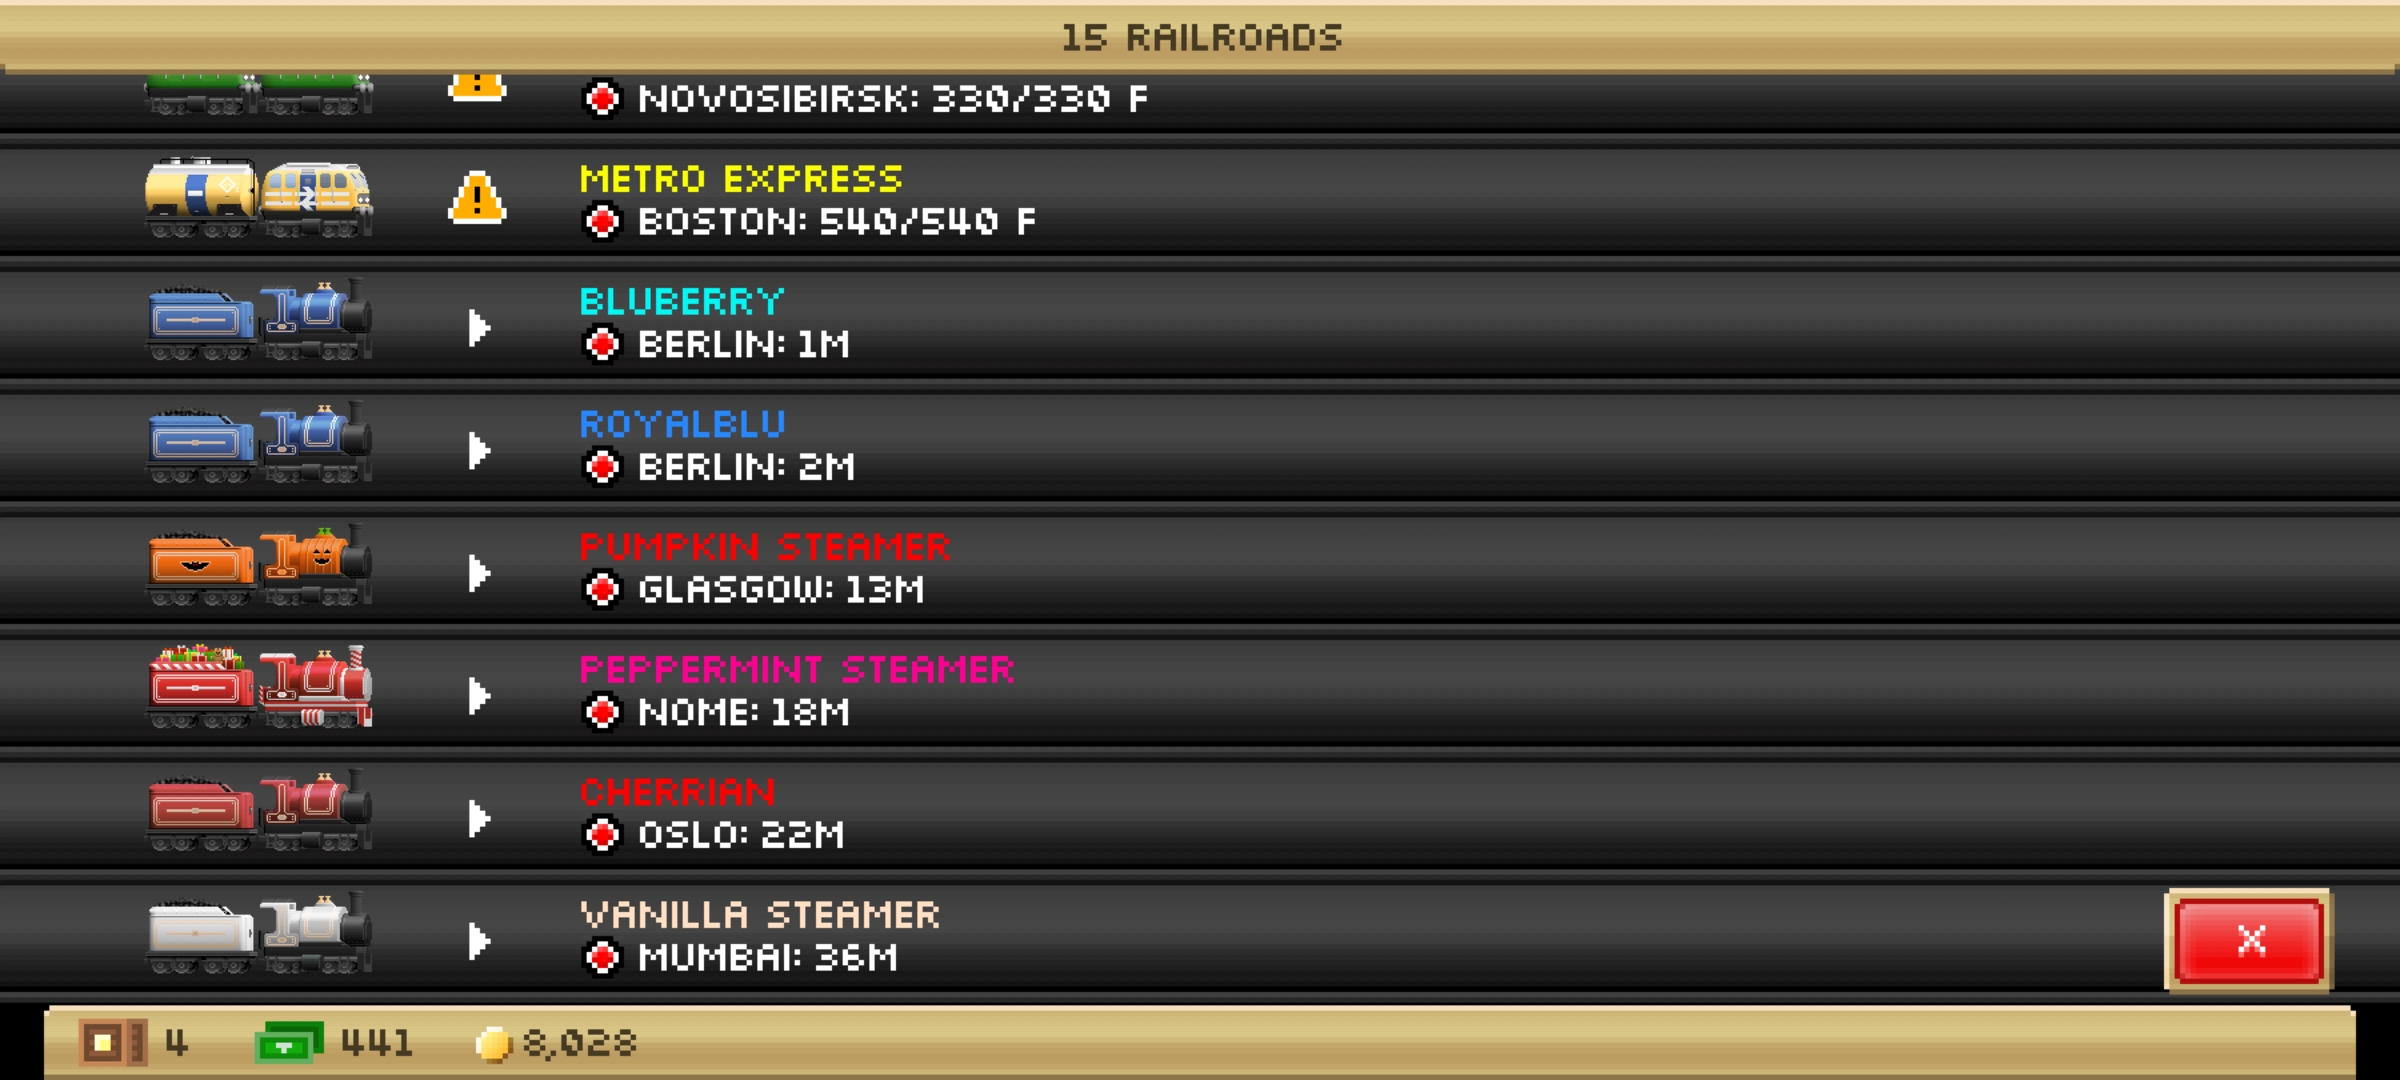 15 RAILROADS
NOVOSIBIRSK: 330/330 F
METRO EXPRESS
BOSTON: 540/540 F
BLUBERRY
BERLIN: 1M
ROYALBLU
BERLIN: 2M
PUMPKIN STEAMER
GLASGOW: 13M
PEPPERMINT STEAMER
NOME: 18M
CHERRIAN
OSLO: 22M
VANILLA STEAMER
MUMBAI: 36M
X
4 441 8,028